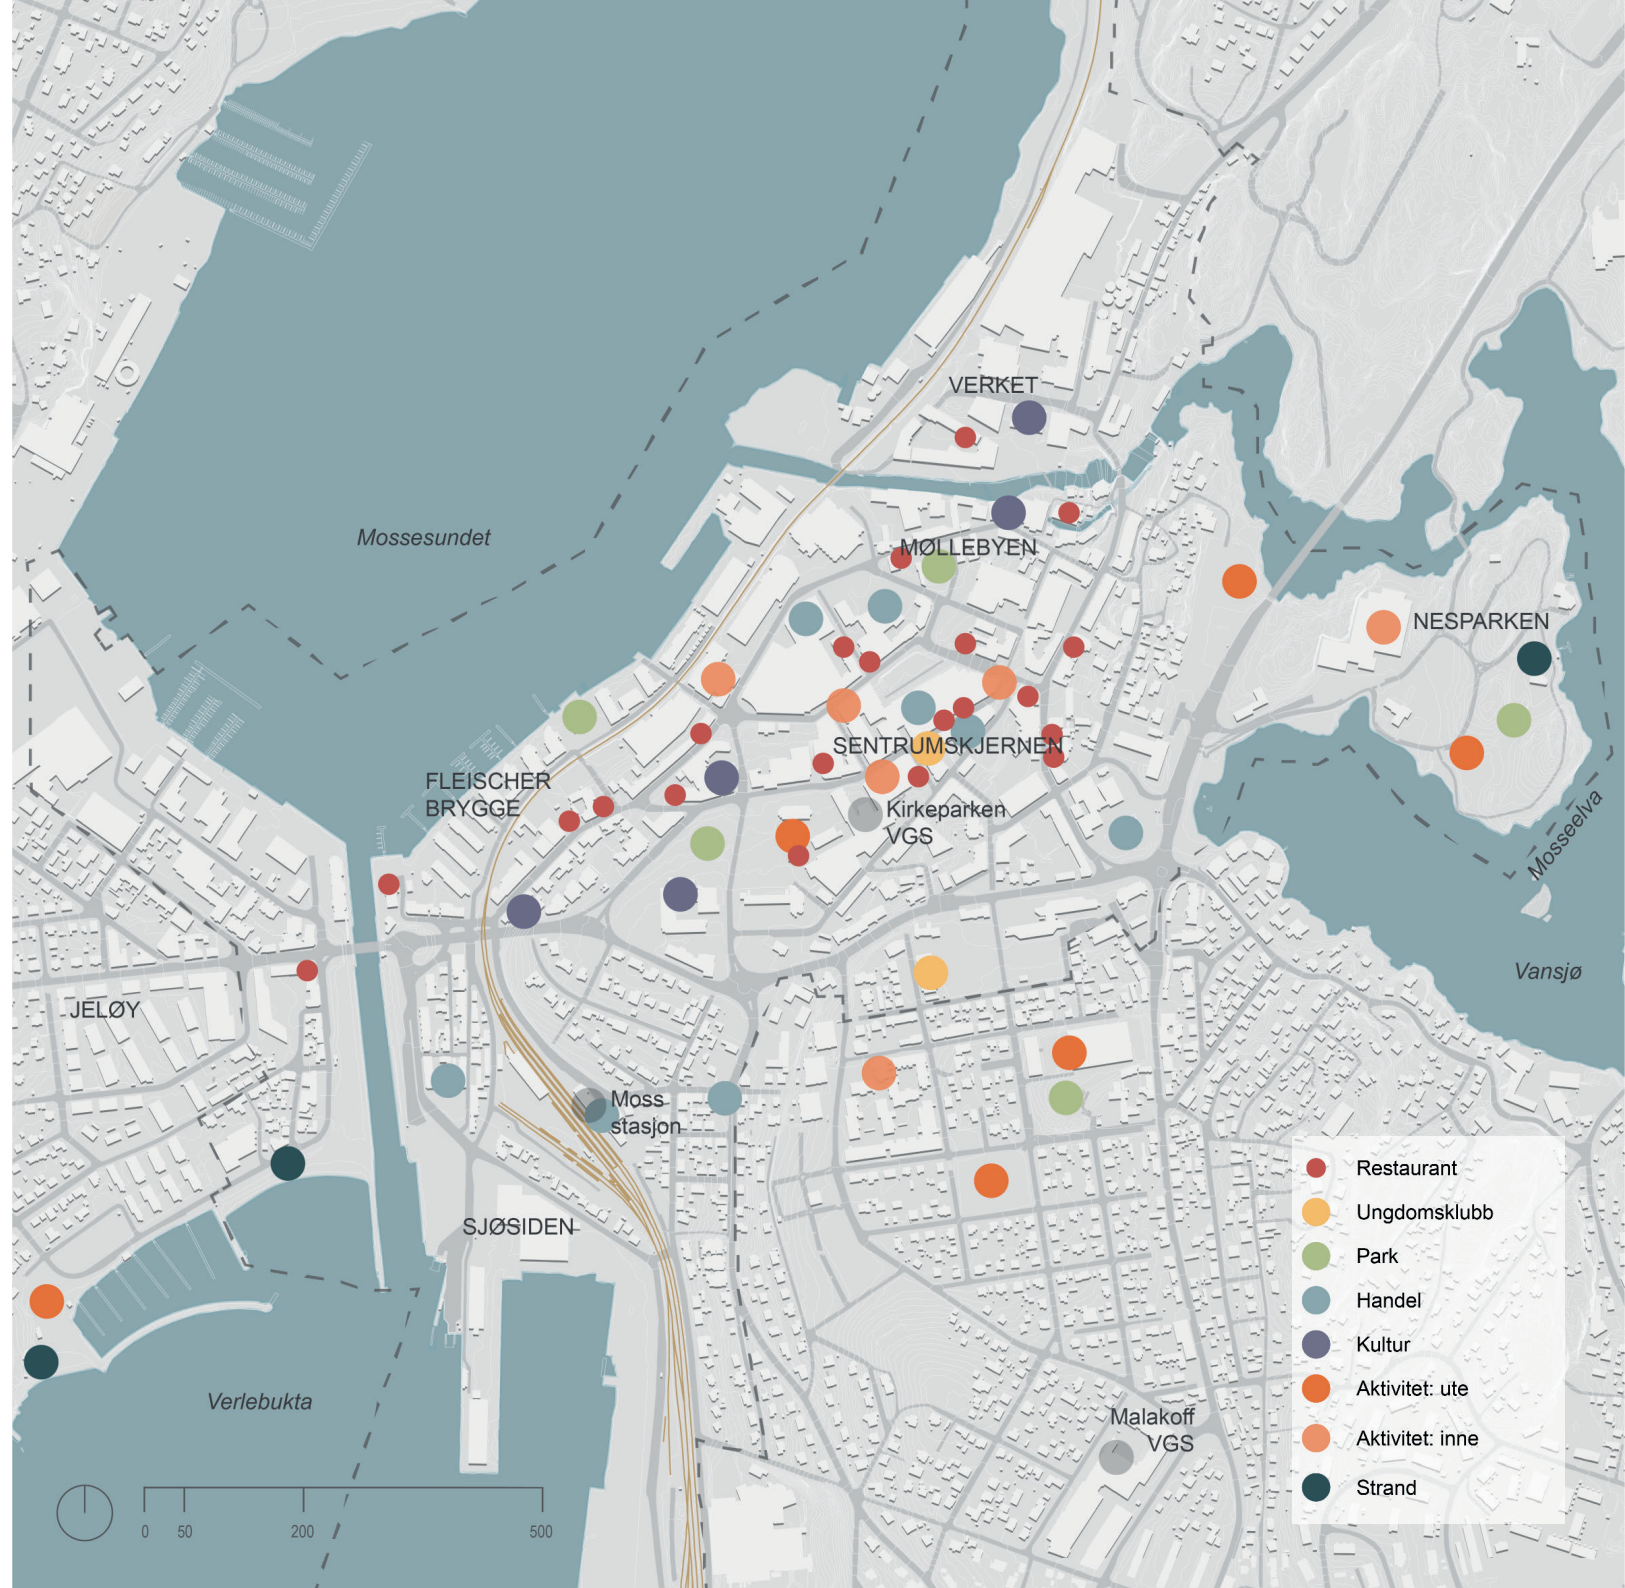 VERKET
Mossesundet
MØLLEBYEN
NESPARKEN
SENTRUMSKJERNEN
FLEISCHER
BRYGGE
Kirkeparken
VGS
Mosseelva
Vansjø
JELØY
Moss
stasjon
SJØSIDEN
Verlebukta
Malakoff
VGS
0 50 200 500
Restaurant
Ungdomsklubb
Park
Handel
Kultur
Aktivitet: ute
Aktivitet: inne
Strand